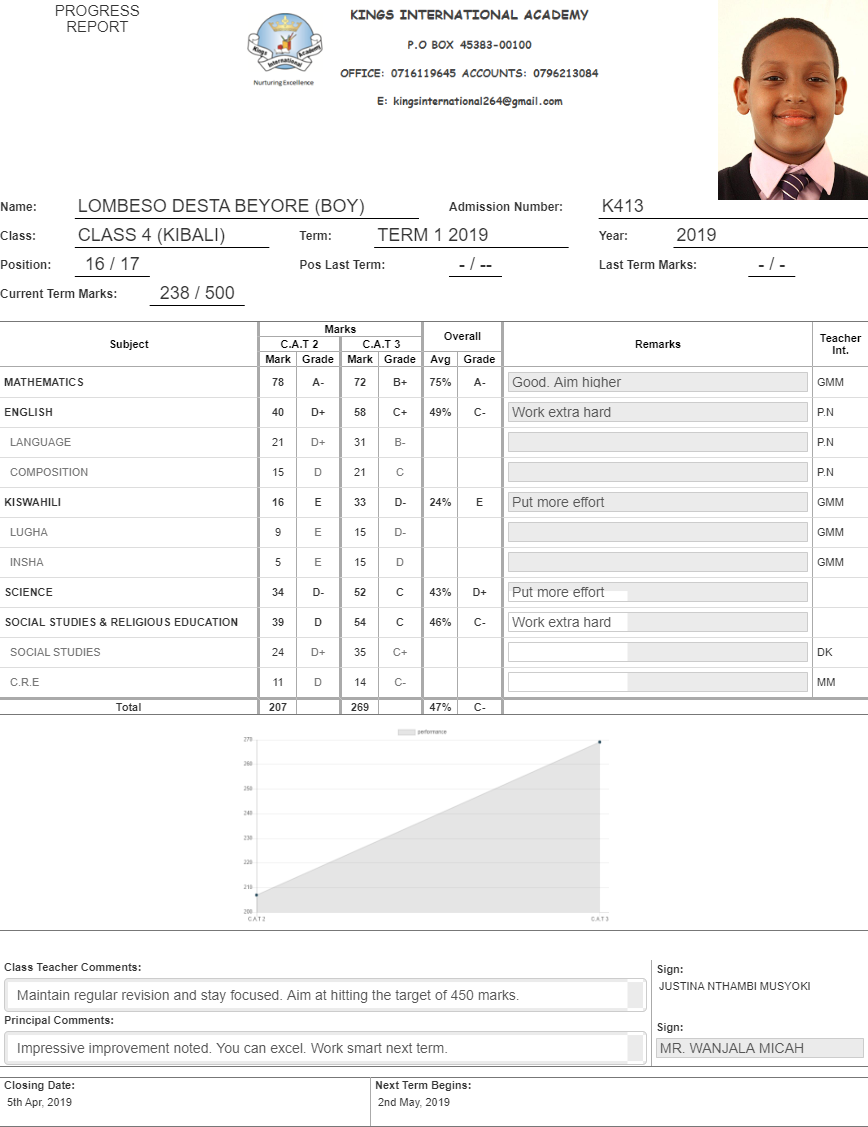 PROGRESS
REPORT
Kings Academy
International
Nurturing Excellence
KINGS INTERNATIONAL ACADEMY
P.O BOX 45383-00100
OFFICE: 0716119645 ACCOUNTS: 0796213084
E: kingsinternational264@gmail.com
Name: LOMBESO DESTA BEYORE (BOY) Admission Number: K413
Class: CLASS 4 (KIBALI) Term: TERM 1 2019 Year: 2019
Position: 16 / 17 Pos Last Term: - / -- Last Term Marks: - / -
Current Term Marks: 238 / 500
Subject Marks Overall Remarks Teacher Int.
C.A.T 2 C.A.T 3
Mark Grade Mark Grade Avg Grade
MATHEMATICS 78 A- 72 B+ 75% A- Good. Aim higher GMM
ENGLISH 40 D+ 58 C+ 49% C- Work extra hard P.N
LANGUAGE 21 D+ 31 B- P.N
COMPOSITION 15 D 21 C P.N
KISWAHILI 16 E 33 D- 24% E Put more effort GMM
LUGHA 9 E 15 D- GMM
INSHA 5 E 15 D GMM
SCIENCE 34 D- 52 C 43% D+ Put more effort
SOCIAL STUDIES & RELIGIOUS EDUCATION 39 D 54 C 46% C- Work extra hard
SOCIAL STUDIES 24 D+ 35 C+ DK
C.R.E 11 D 14 C- MM
Total 207 269 47% C-
performance
270
260
250
240
230
220
210
200
CAT2 CAT3
Class Teacher Comments: Sign:
Maintain regular revision and stay focused. Aim at hitting the target of 450 marks. JUSTINA NTHAMBI MUSYOKI
Principal Comments: Sign:
Impressive improvement noted. You can excel. Work smart next term. MR. WANJALA MICAH
Closing Date: Next Term Begins:
5th Apr, 2019 2nd May, 2019